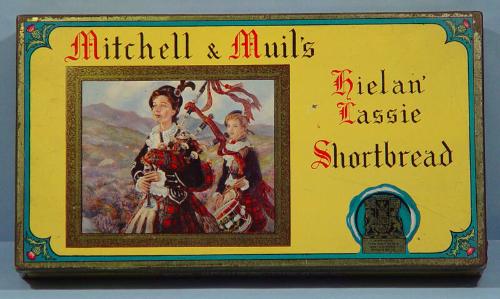 Mitchell & Muil's
Hielan'
Lassie
Shortbread